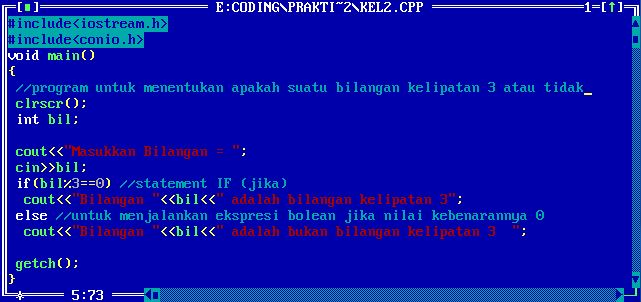 [■] E:CODING\PRAKTI~2\KEL2.CPP 1=[↑]
#include<iostream.h>
#include<conio.h>
void main()
{
//program untuk menentukan apakah suatu bilangan kelipatan 3 atau tidak_
clrscr();
int bil;
cout<<"Masukkan Bilangan = ";
cin>>bil;
if(bil%3==0) //statement IF (jika)
cout<<"Bilangan "<<bil<<" adalah bilangan kelipatan 3";
else //untuk menjalankan ekspresi bolean jika nilai kebenarannya 0
cout<<"Bilangan "<<bil<<" adalah bukan bilangan kelipatan 3  ";
getch();
}
* 5:73